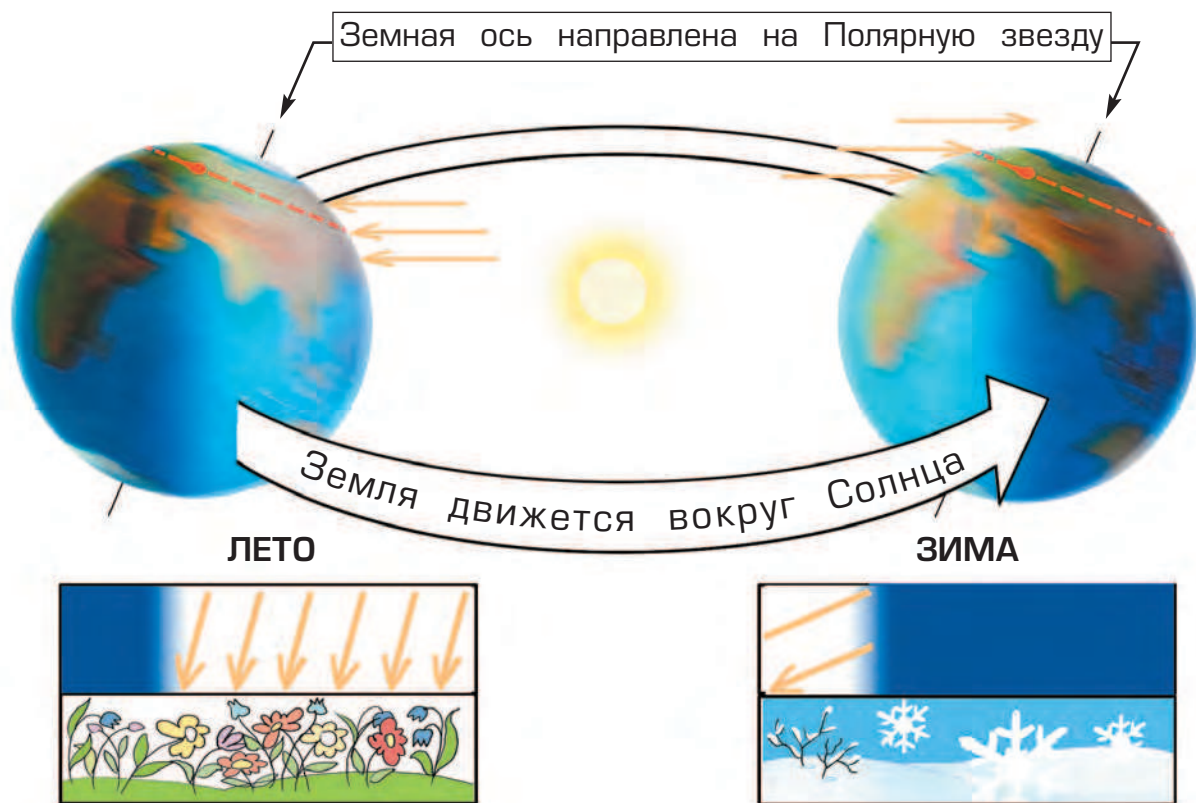 Земная ось направлена на Полярную звезду
Земля движется вокруг Солнца
ЛЕТО
ЗИМА